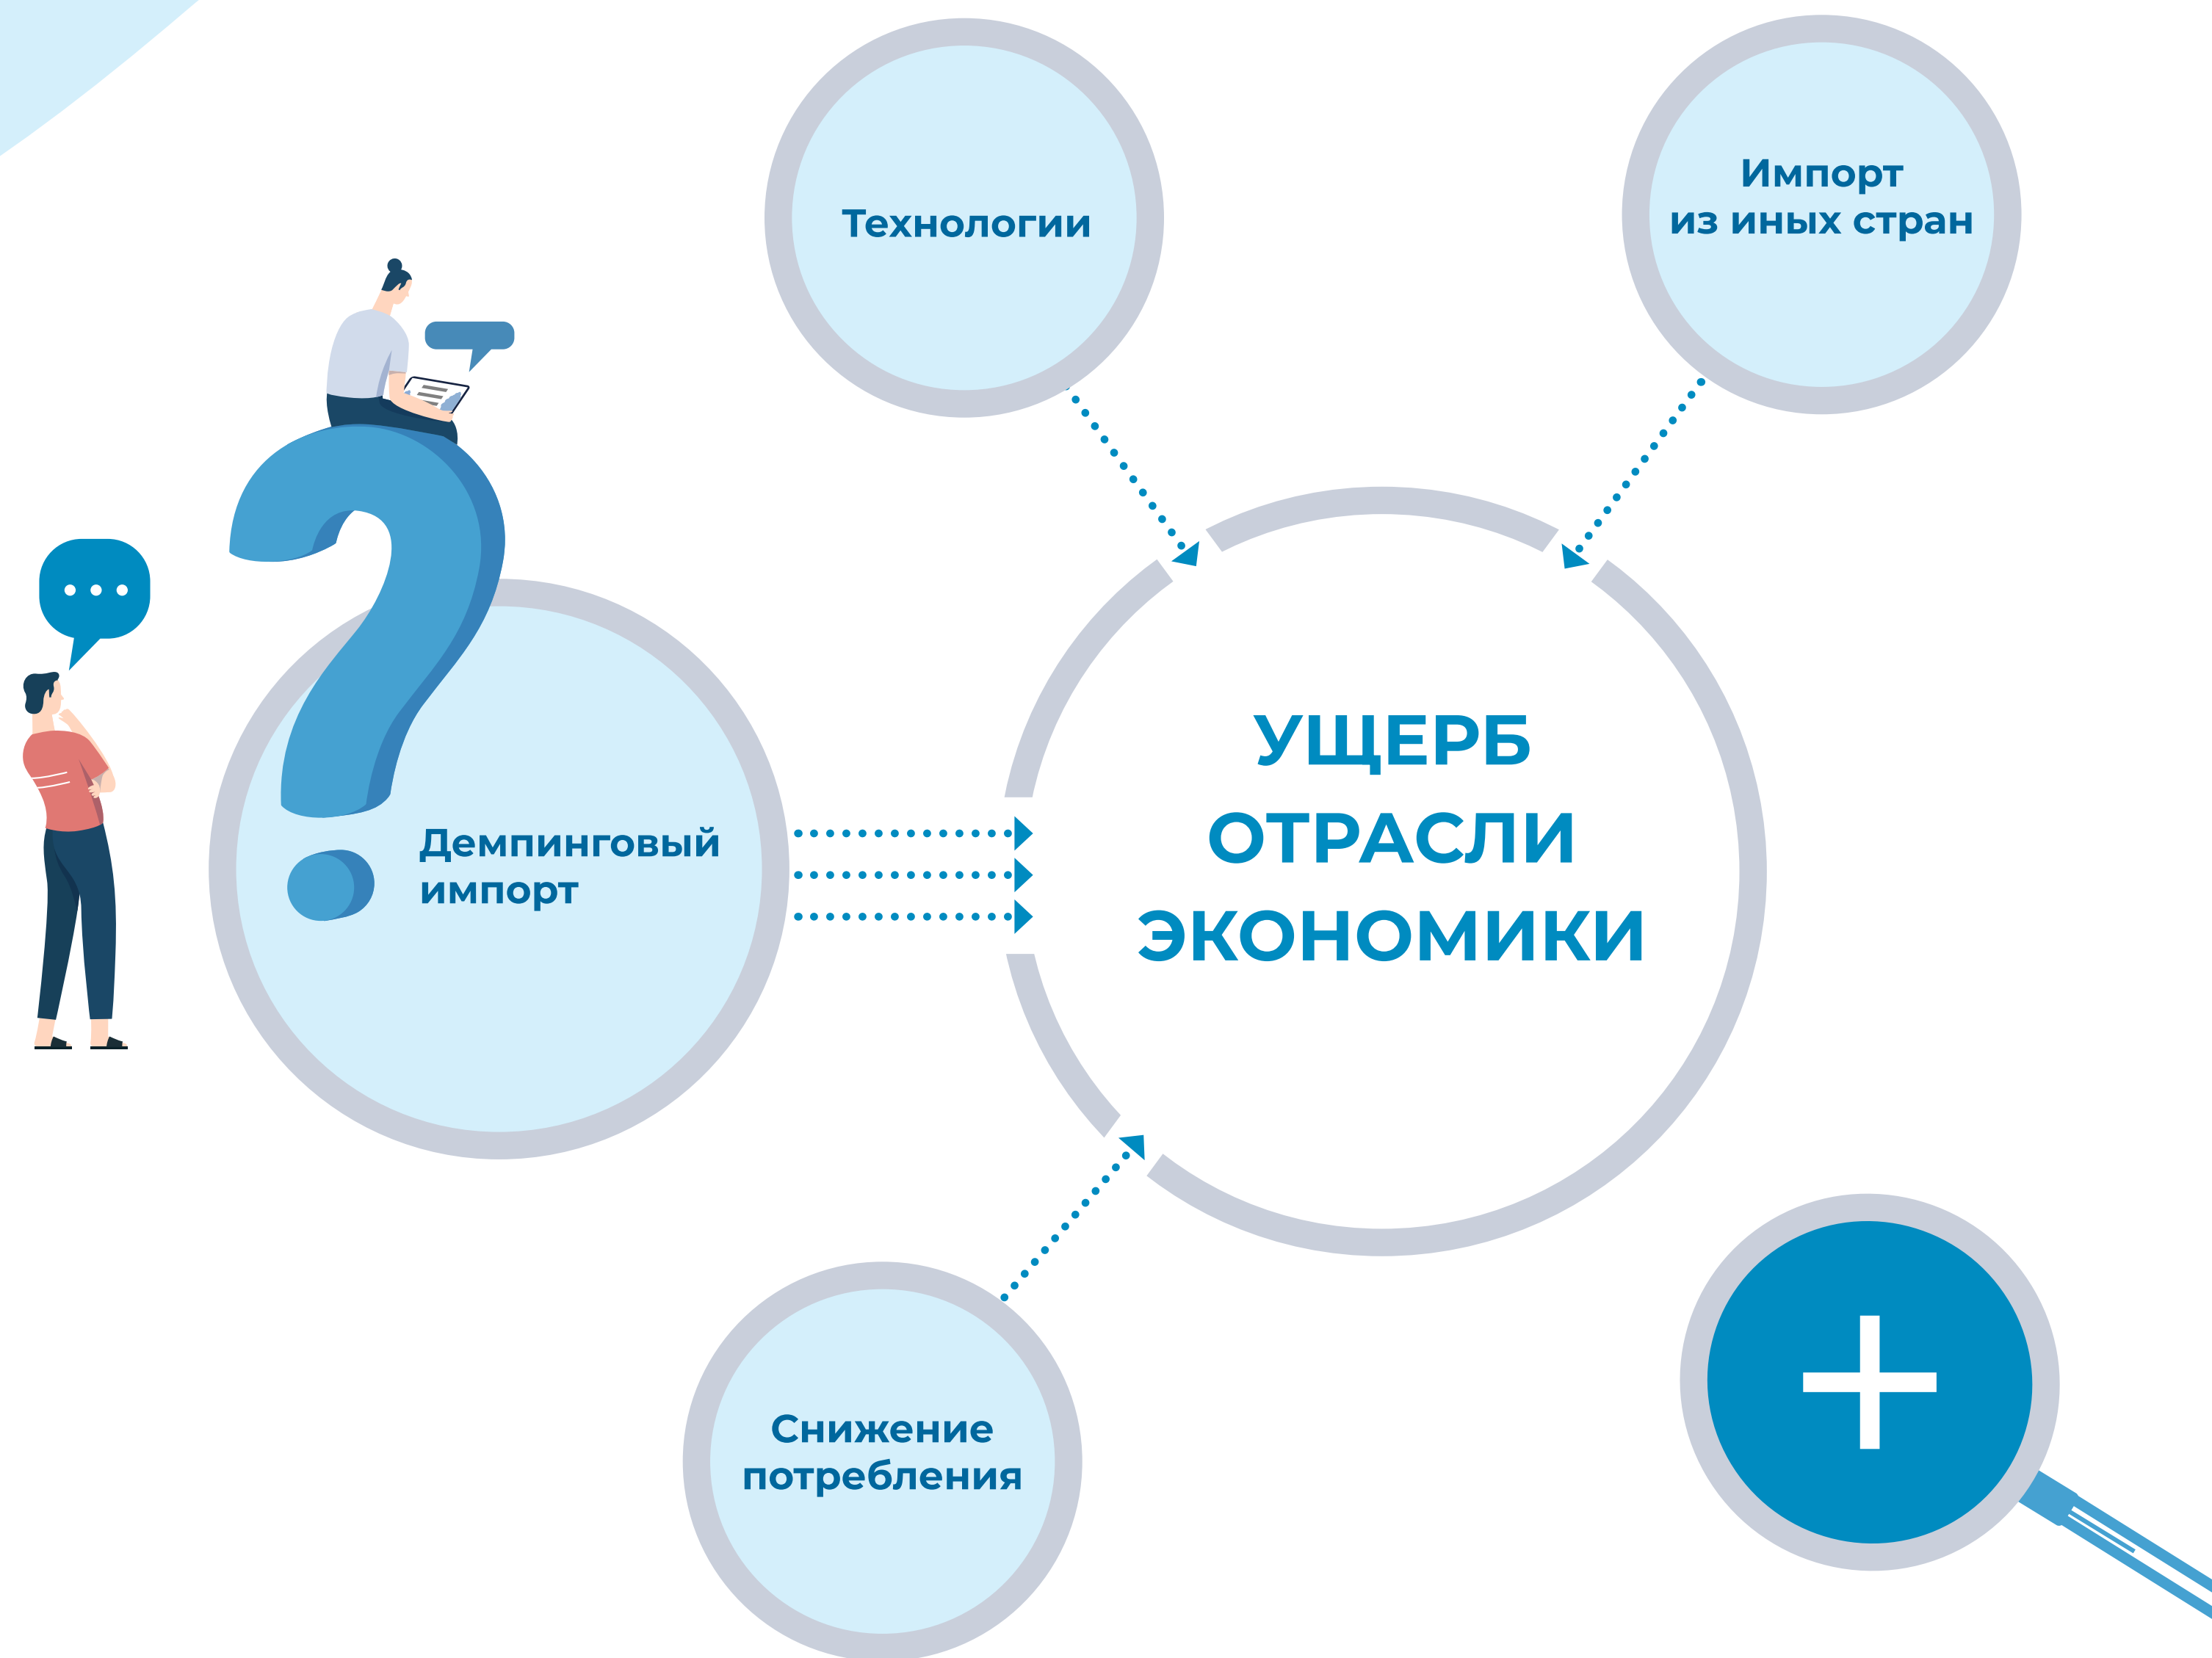 Технологии
Импорт
из иных стран
Демпинговый
импорт
УЩЕРБ
ОТРАСЛИ
ЭКОНОМИКИ
Снижение
потребления